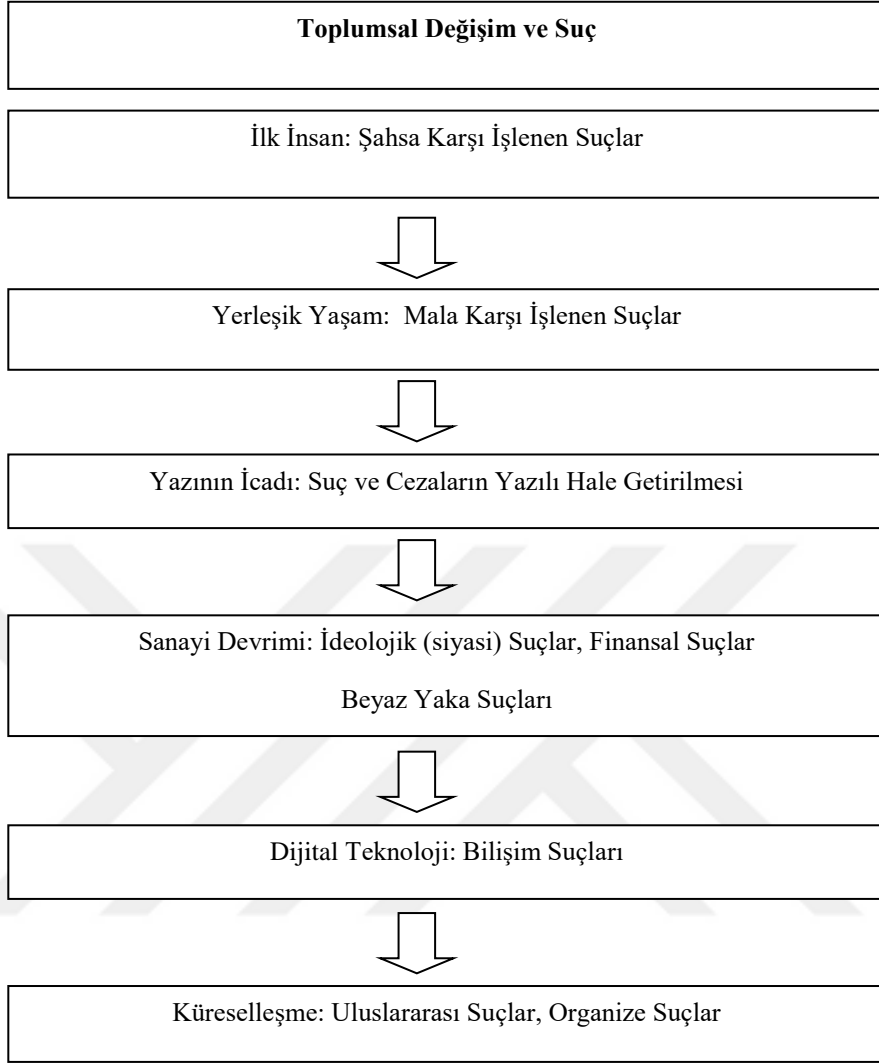 Toplumsal Değişim ve Suç
İlk İnsan: Şahsa Karşı İşlenen Suçlar
Yerleşik Yaşam:  Mala Karşı İşlenen Suçlar
Yazının İcadı: Suç ve Cezaların Yazılı Hale Getirilmesi
Sanayi Devrimi: İdeolojik (siyasi) Suçlar, Finansal Suçlar
Beyaz Yaka Suçları
Dijital Teknoloji: Bilişim Suçları
Küreselleşme: Uluslararası Suçlar, Organize Suçlar